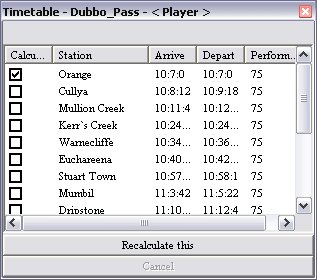 Timetable - Dubbo_Pass - < Player >
Calcu... Station Arrive Depart Perform...
Orange 10:7:0 10:7:0 75
Cullya 10:8:12 10:9:18 75
Mullion Creek 10:11:4 10:12... 75
Kerr`s Creek 10:24... 10:24... 75
Warnecliffe 10:34... 10:36... 75
Euchareena 10:40... 10:42... 75
Stuart Town 10:57... 10:58:1 75
Mumbil 11:3:42 11:5:22 75
Dripstone 11:10... 11:12:4 75
Recalculate this
Cancel